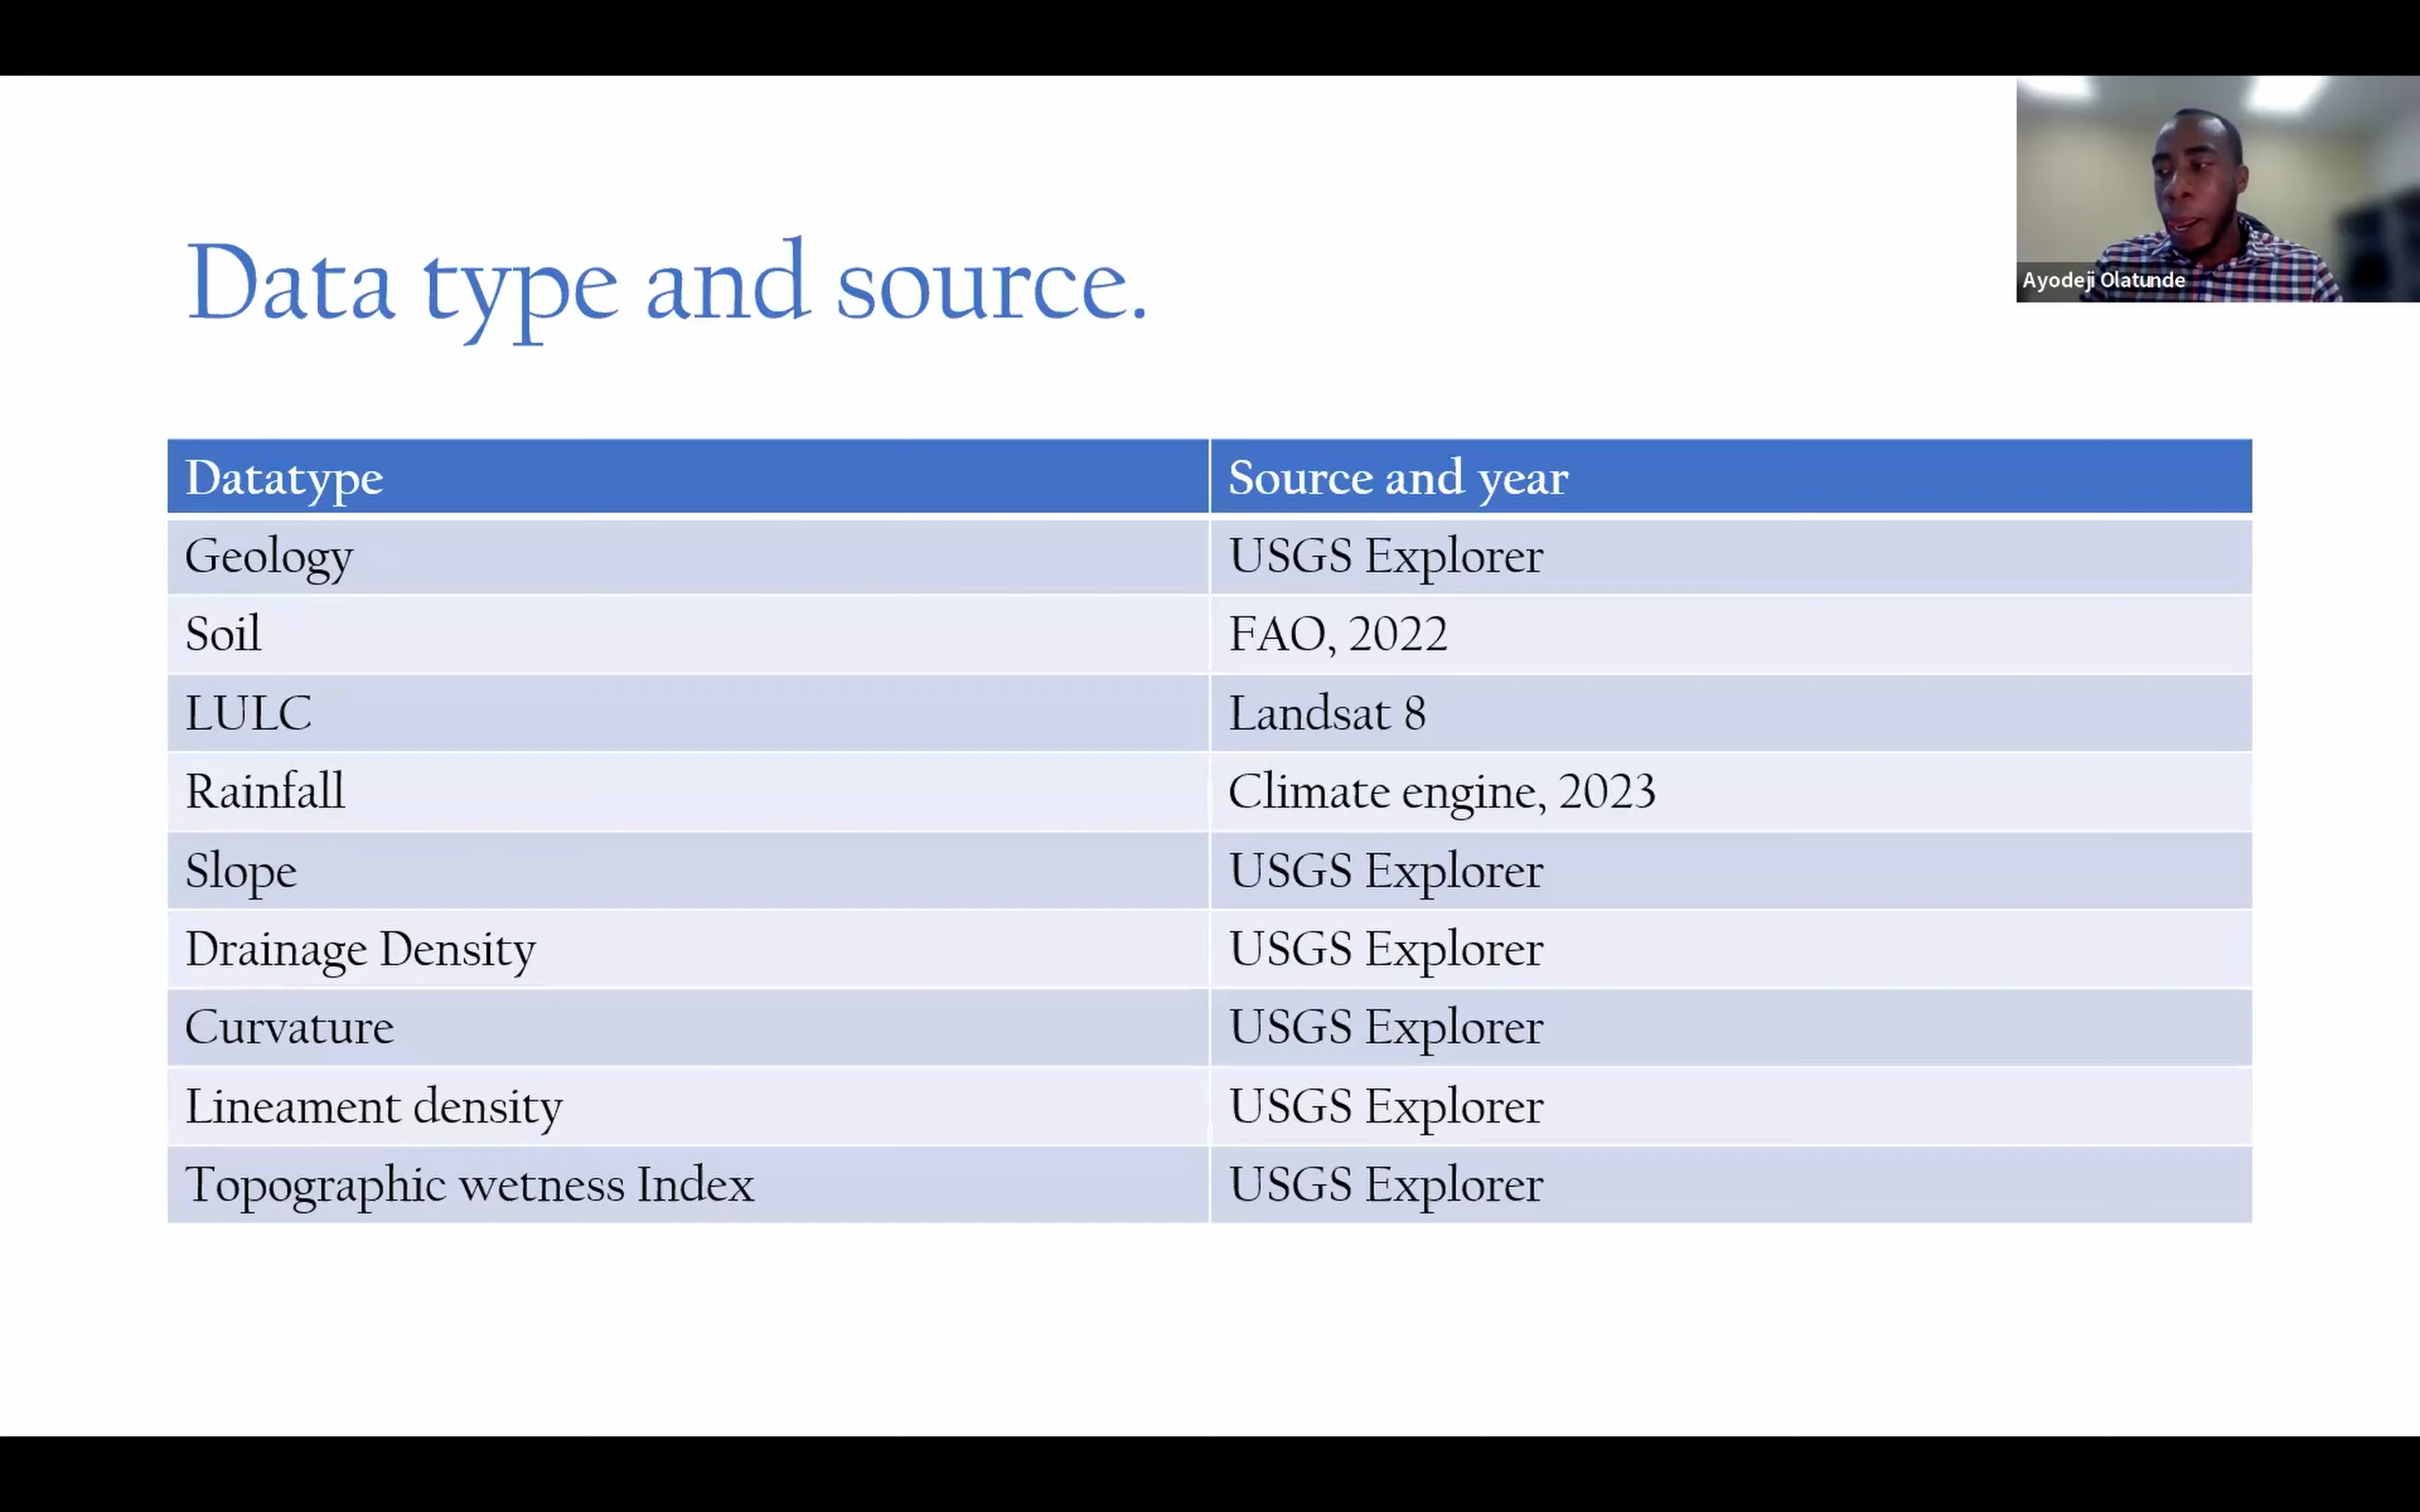 Data type and source.
Ayodeji Olatunde
Datatype Source and year
Geology USGS Explorer
Soil FAO, 2022
LULC Landsat 8
Rainfall Climate engine, 2023
Slope USGS Explorer
Drainage Density USGS Explorer
Curvature USGS Explorer
Lineament density USGS Explorer
Topographic wetness Index USGS Explorer